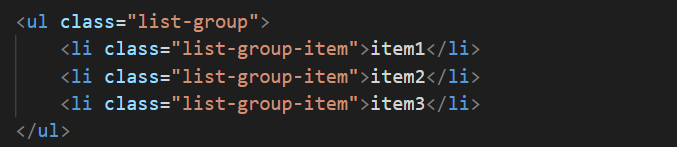 <ul class="list-group">
    <li class="list-group-item">item1</li>
    <li class="list-group-item">item2</li>
    <li class="list-group-item">item3</li>
</ul>